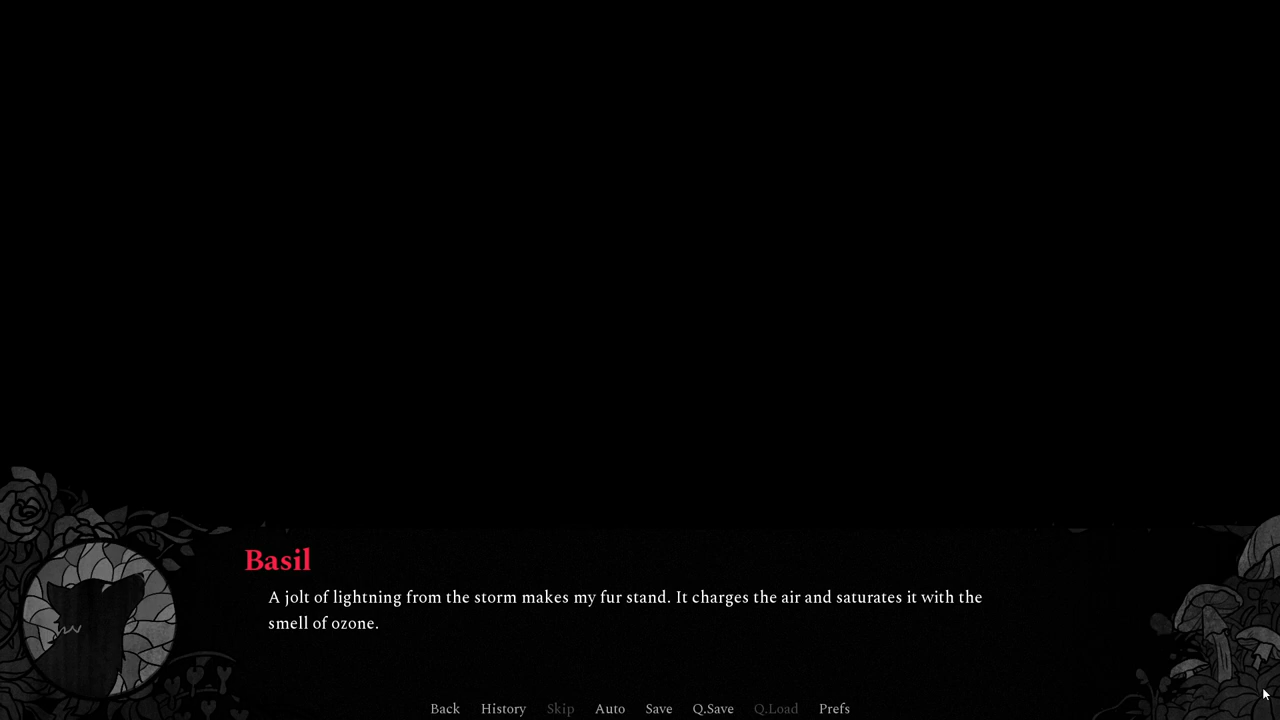 Basil
A jolt of lightning from the storm makes my fur stand. It charges the air and saturates it with the
smell of ozone.
Back History Skip Auto Save Q.Save Q.Load Prefs